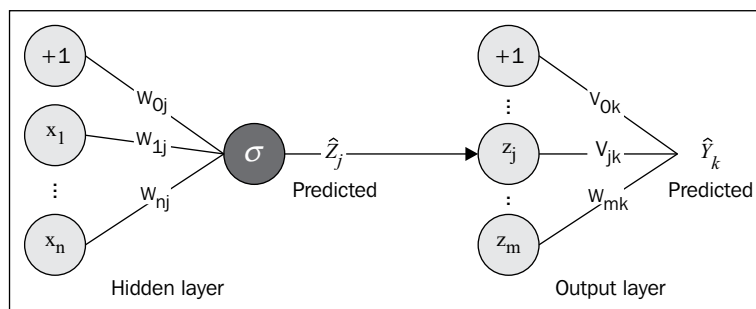 +1
W0j
x1
W1j
σ
Ẑj
Predicted
⋮
Wnj
xn
Hidden layer
+1
V0k
⋮
zj
Vjk
Ŷk
Predicted
⋮
Wmk
zm
Output layer